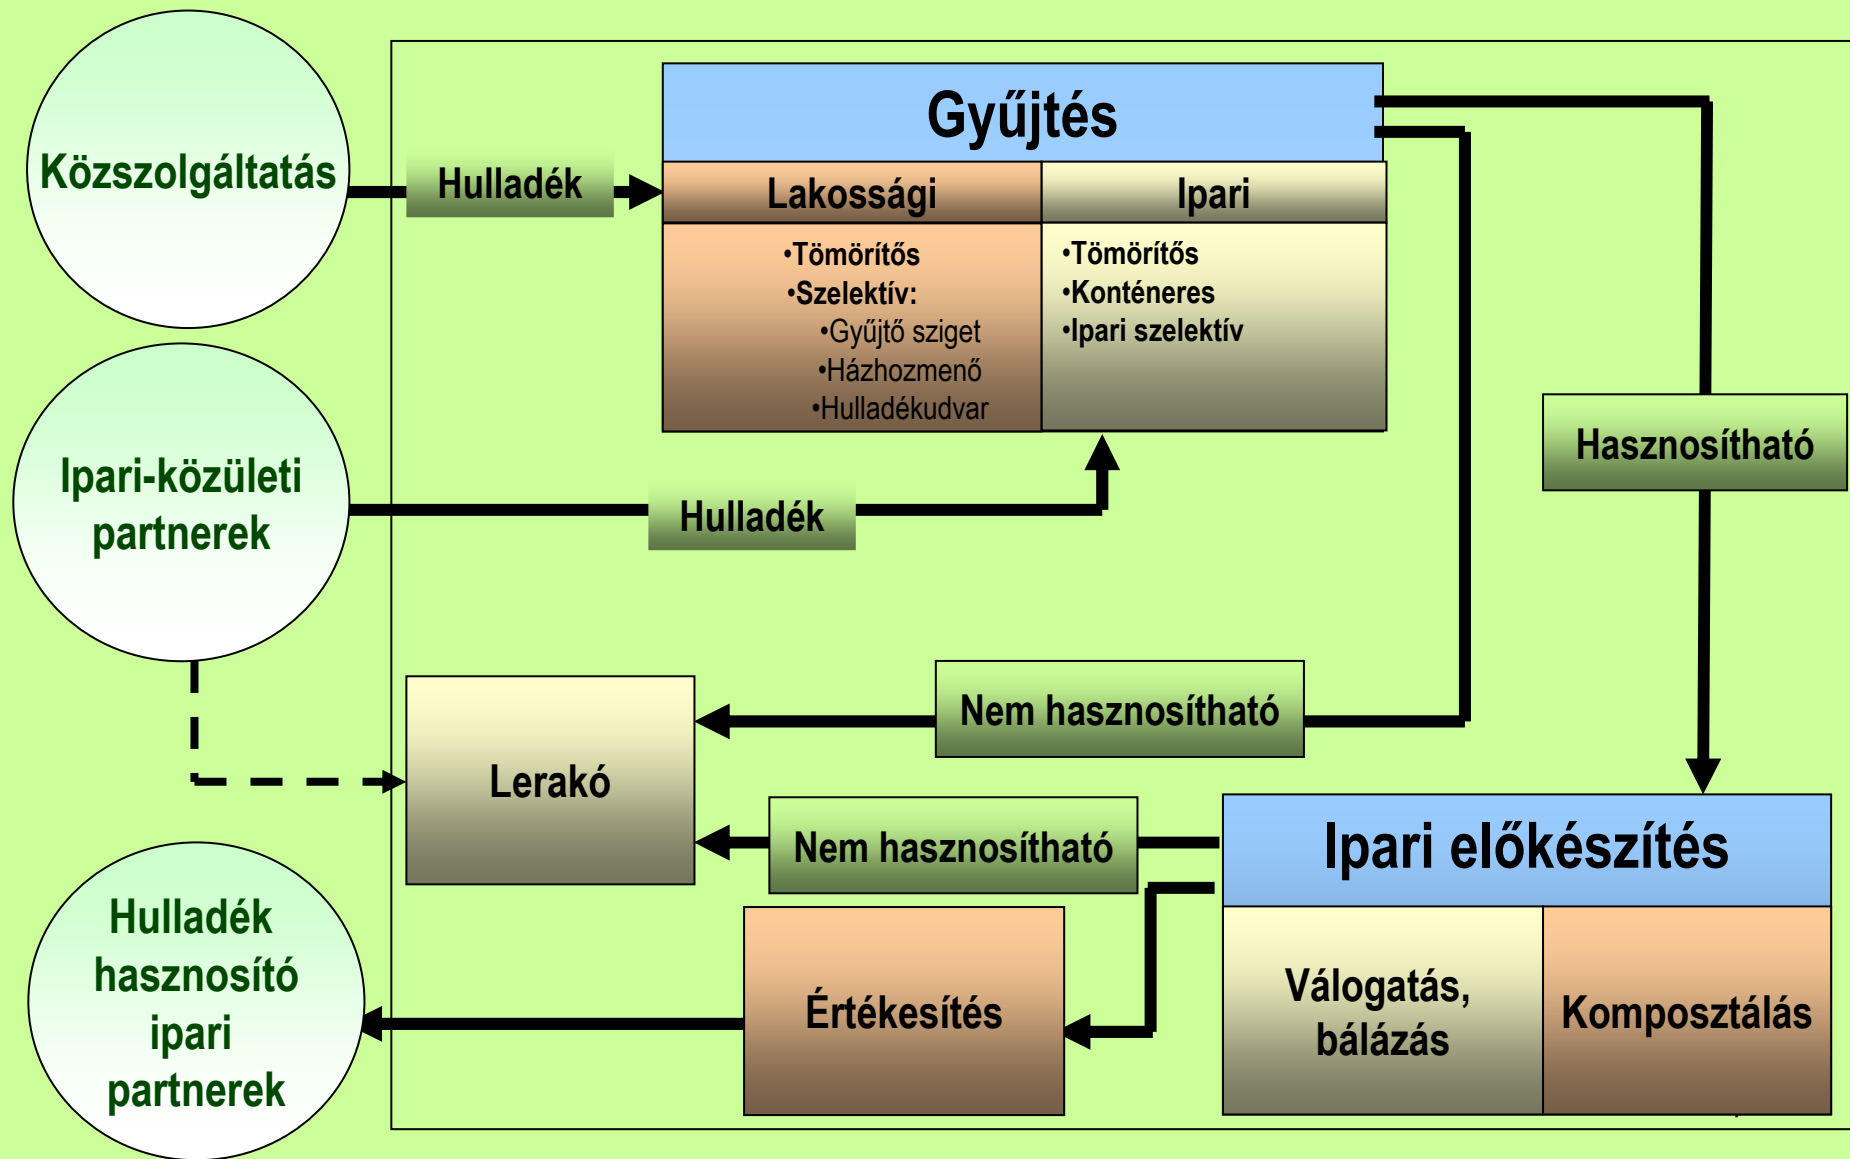 Közszolgáltatás
Hulladék
Gyűjtés
Lakossági
Ipari
•Tömörítős
•Szelektív:
•Gyűjtő sziget
•Házhozmenő
•Hulladékudvar
•Tömörítős
•Konténeres
•Ipari szelektív
Hasznosítható
Ipari-közületi
partnerek
Hulladék
Nem hasznosítható
Lerakó
Nem hasznosítható
Ipari előkészítés
Válogatás,
bálázás
Komposztálás
Értékesítés
Hulladék
hasznosító
ipari
partnerek